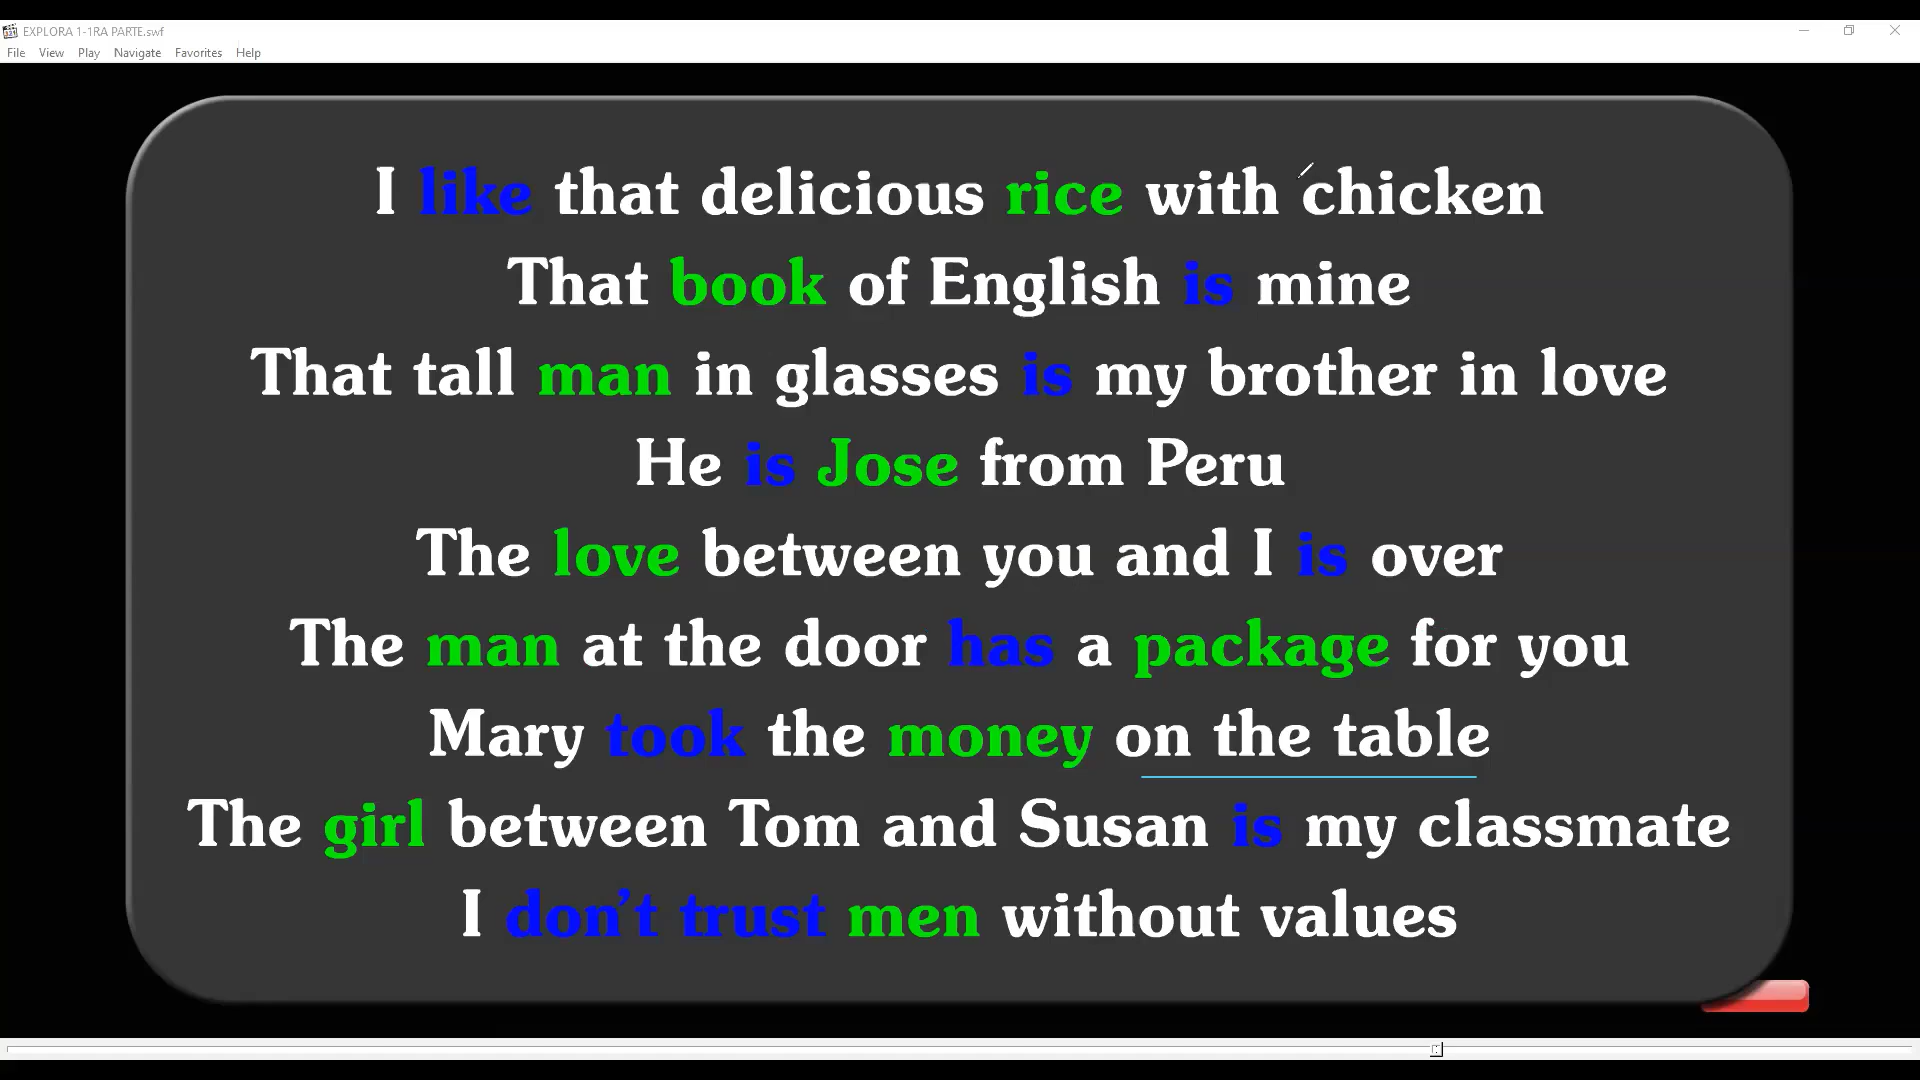 EXPLORA 1-1RA PARTE.swf
File View Play Navigate Favorites Help
I like that delicious rice with chicken
That book of English is mine
That tall man in glasses is my brother in love
He is Jose from Peru
The love between you and I is over
The man at the door has a package for you
Mary took the money on the table
The girl between Tom and Susan is my classmate
I don’t trust men without values